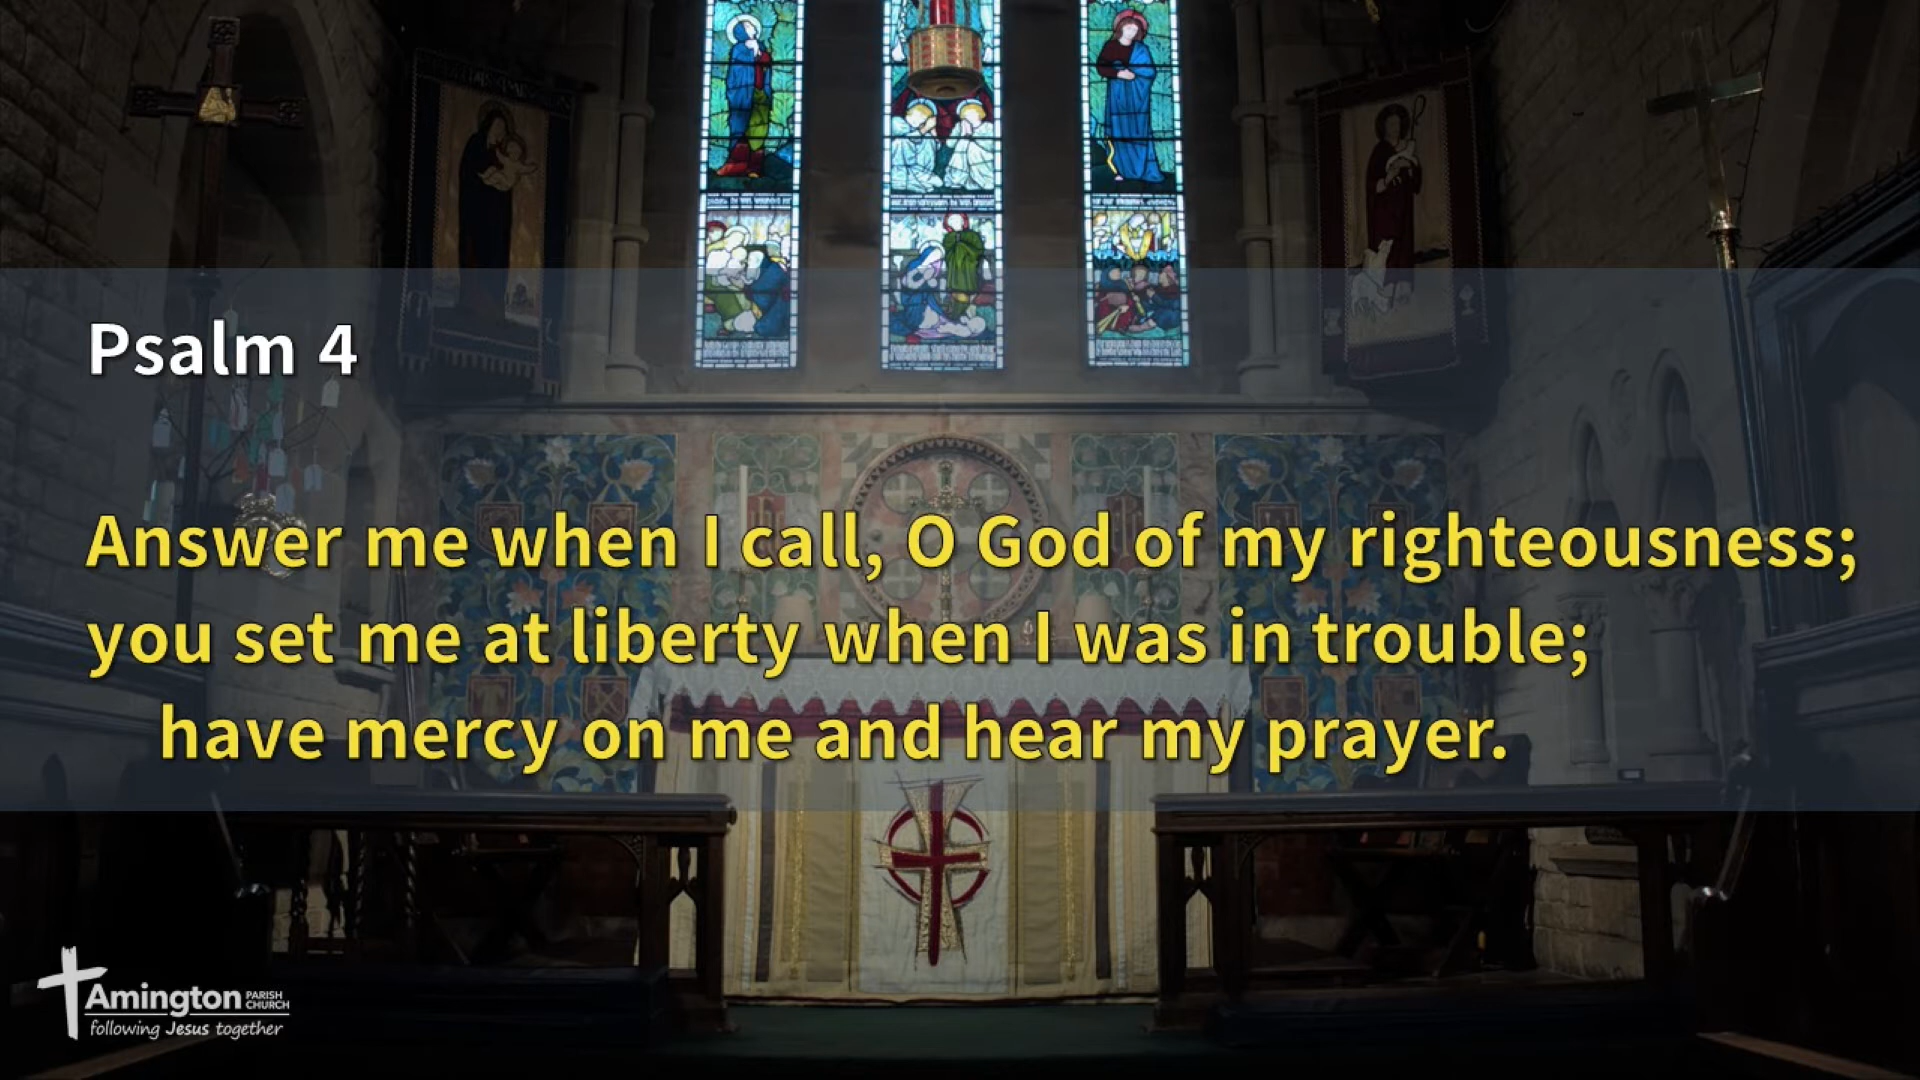 Psalm 4
Answer me when I call, O God of my righteousness;
you set me at liberty when I was in trouble;
have mercy on me and hear my prayer.
Amington PARISH CHURCH
following Jesus together